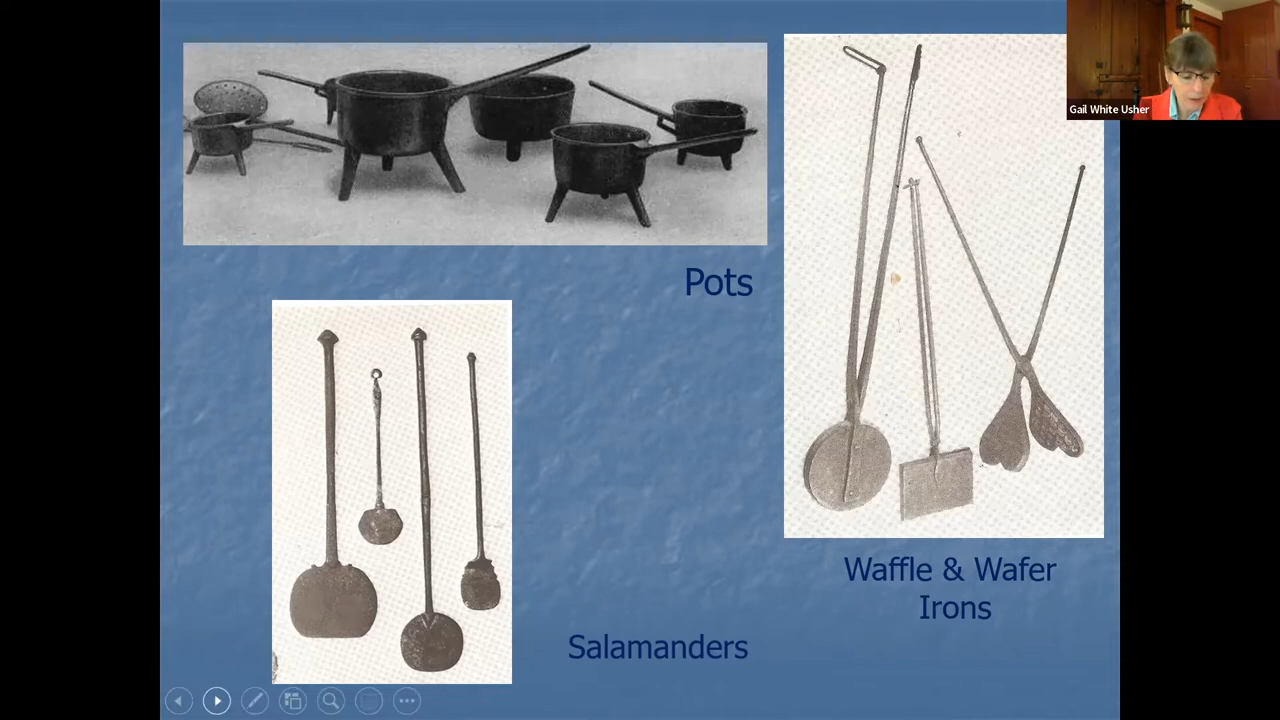 Gail White Usher
Pots
Waffle & Wafer
Irons
Salamanders